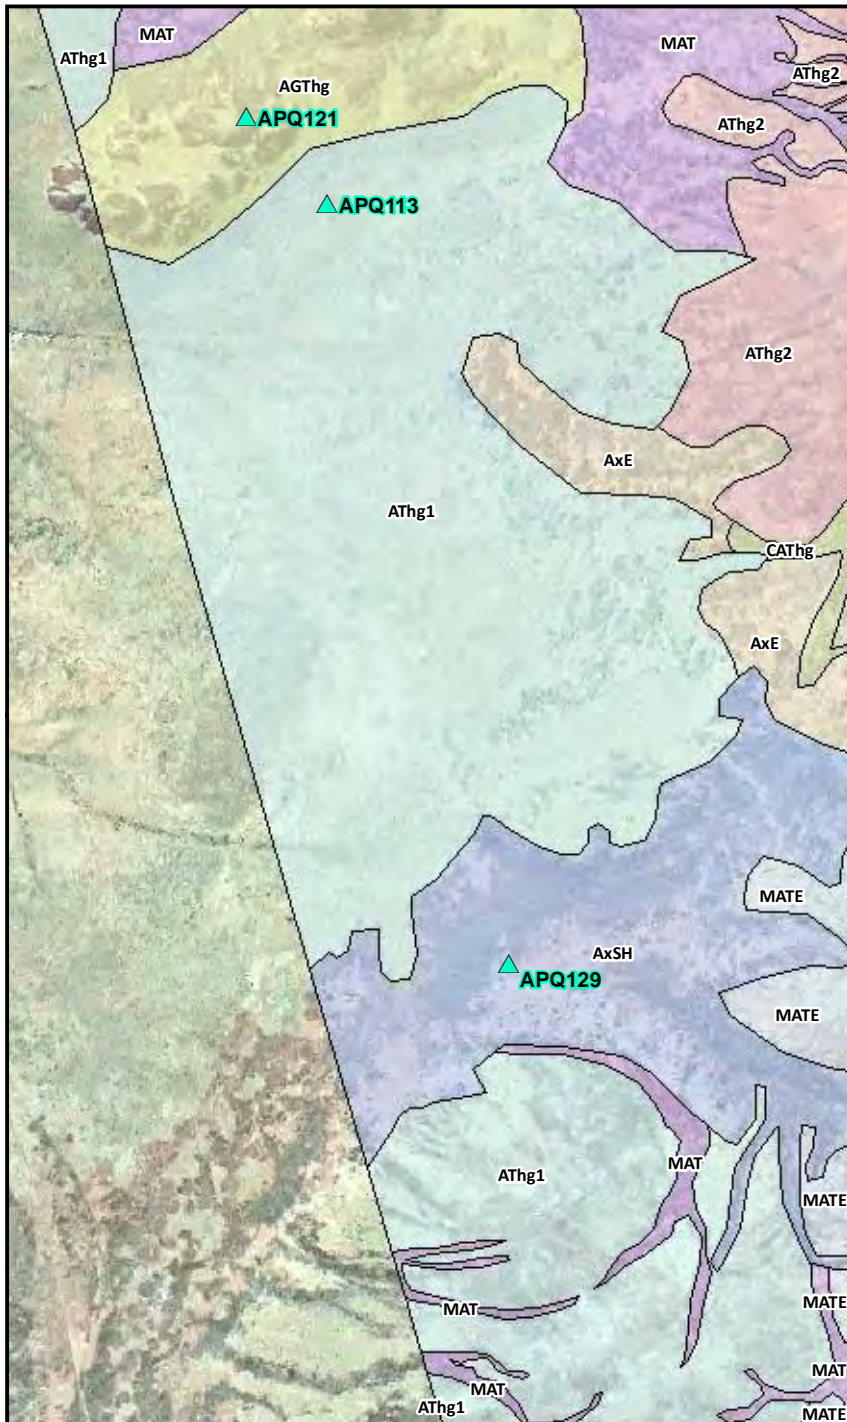 MAT
AThg1
MAT
AThg2
AGThg
APQ121
AThg2
APQ113
AThg2
AxE
AThg1
CAThg
AxE
MATE
AxSH
APQ129
MATE
MAT
AThg1
MATE
MATE
MAT
MAT
MAT
AThg1
MATE